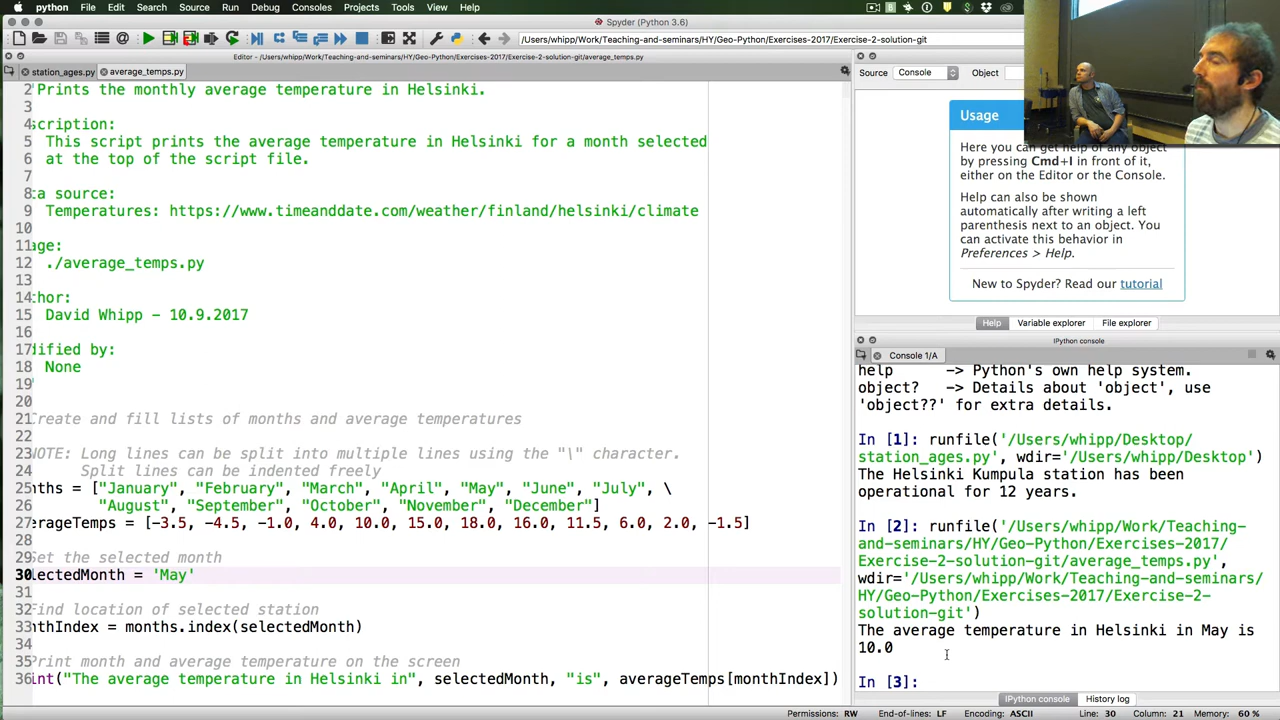 python File Edit Search Source Run Debug Consoles Projects Tools View Help
Spyder (Python 3.6)
/Users/whipp/Work/Teaching-and-seminars/HY/Geo-Python/Exercises-2017/Exercise-2-solution-git
Editor - /Users/whipp/Work/Teaching-and-seminars/HY/Geo-Python/Exercises-2017/Exercise-2-solution-git/average_temps.py
station_ages.py average_temps.py
2 Prints the monthly average temperature in Helsinki.
3
4 scription:
5 This script prints the average temperature in Helsinki for a month selected
6 at the top of the script file.
7
8 ta source:
9 Temperatures: https://www.timeanddate.com/weather/finland/helsinki/climate
10
11 age:
12 ./average_temps.py
13
14 thor:
15 David Whipp - 10.9.2017
16
17 dified by:
18 None
19
20
21 Create and fill lists of months and average temperatures
22
23 NOTE: Long lines can be split into multiple lines using the "\" character.
24 Split lines can be indented freely
25 nths = ["January", "February", "March", "April", "May", "June", "July", \
26 "August", "September", "October", "November", "December"]
27 erageTemps = [-3.5, -4.5, -1.0, 4.0, 10.0, 15.0, 18.0, 16.0, 11.5, 6.0, 2.0, -1.5]
28
29 Set the selected month
30 lectedMonth = 'May'
31
32 Find location of selected station
33 nthIndex = months.index(selectedMonth)
34
35 Print month and average temperature on the screen
36 int("The average temperature in Helsinki in", selectedMonth, "is", averageTemps[monthIndex])
Source Console Object
Usage
Here you can get help of any object
by pressing Cmd+I in front of it,
either on the Editor or the Console.
Help can also be shown
automatically after writing a left
parenthesis next to an object. You
can activate this behavior in
Preferences > Help.
New to Spyder? Read our tutorial
Help Variable explorer File explorer
IPython console
Console 1/A
help -> Python's own help system.
object? -> Details about 'object', use
'object??' for extra details.
In [1]: runfile('/Users/whipp/Desktop/
station_ages.py', wdir='/Users/whipp/Desktop')
The Helsinki Kumpula station has been
operational for 12 years.
In [2]: runfile('/Users/whipp/Work/Teaching-
and-seminars/HY/Geo-Python/Exercises-2017/
Exercise-2-solution-git/average_temps.py',
wdir='/Users/whipp/Work/Teaching-and-seminars/
HY/Geo-Python/Exercises-2017/Exercise-2-
solution-git')
The average temperature in Helsinki in May is
10.0
In [3]:
IPython console History log
Permissions: RW End-of-lines: LF Encoding: ASCII Line: 30 Column: 21 Memory: 60 %